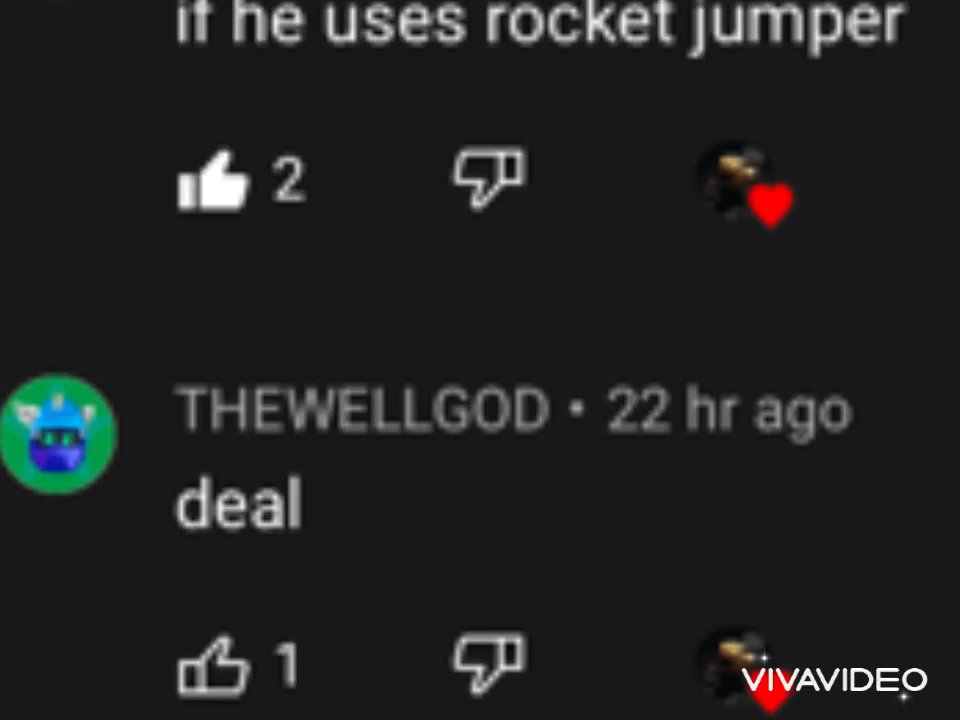 if he uses rocket jumper
2
THEWELLGOD • 22 hr ago
deal
1
VIVAVIDEO